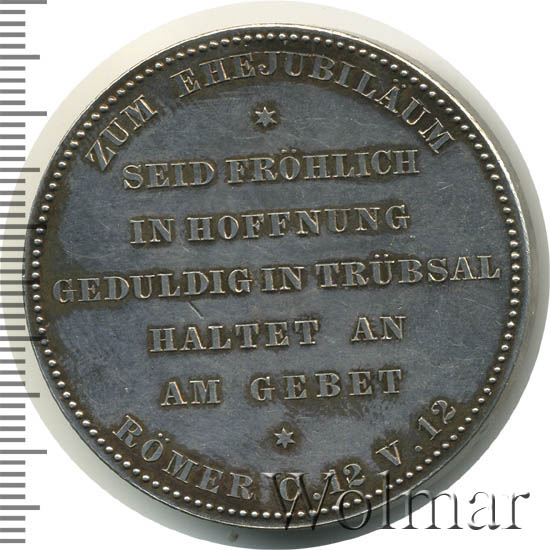 ZUM EHEJUBILÄUM
SEID FRÖHLICH
IN HOFFNUNG
GEDULDIG IN TRÜBSAL
HALTET AN
AM GEBET
RÖMER C. 12 V. 12
Wolmar